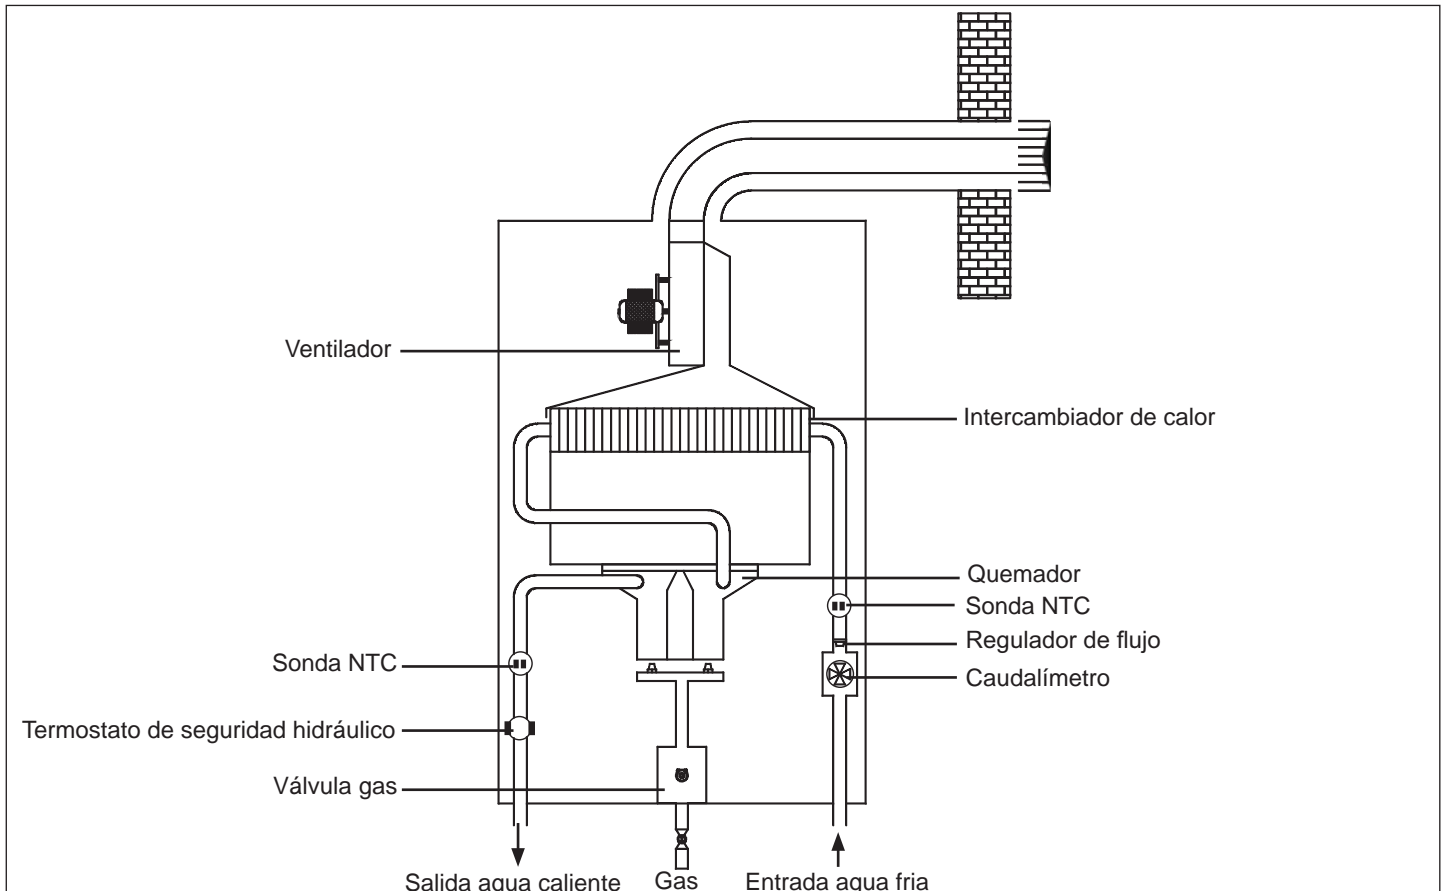 Ventilador
Intercambiador de calor
Quemador
Sonda NTC
Regulador de flujo
Sonda NTC
Caudalímetro
Termostato de seguridad hidráulico
Válvula gas
Salida agua caliente
Gas
Entrada agua fria